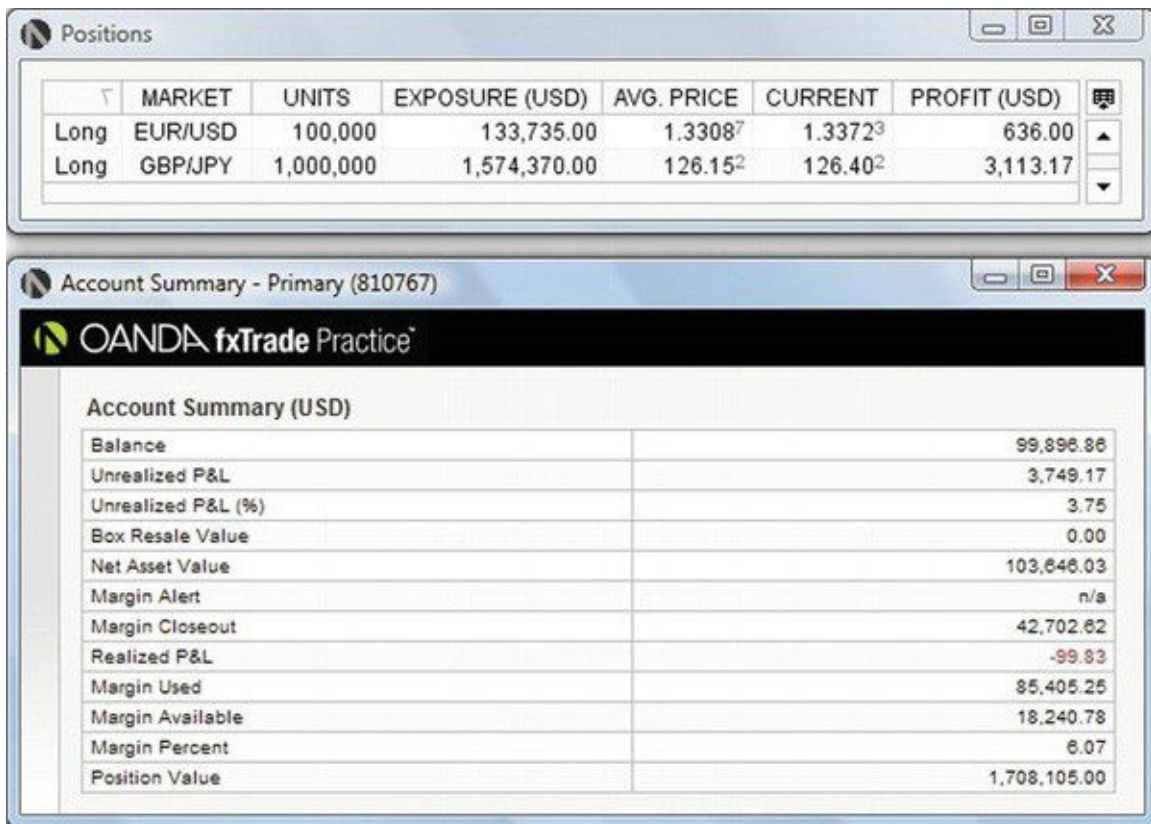 Positions
MARKET UNITS EXPOSURE (USD) AVG. PRICE CURRENT PROFIT (USD)
Long EUR/USD 100,000 133,735.00 1.3308⁷ 1.3372³ 636.00
Long GBP/JPY 1,000,000 1,574,370.00 126.15² 126.40² 3,113.17
Account Summary - Primary (810767)
OANDA fxTrade Practice™
Account Summary (USD)
Balance 99,896.86
Unrealized P&L 3,749.17
Unrealized P&L (%) 3.75
Box Resale Value 0.00
Net Asset Value 103,646.03
Margin Alert n/a
Margin Closeout 42,702.62
Realized P&L -99.83
Margin Used 85,405.25
Margin Available 18,240.78
Margin Percent 6.07
Position Value 1,708,105.00